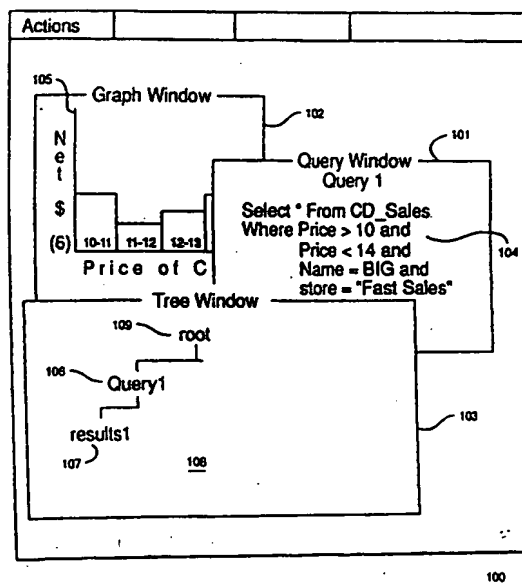 Actions
105
Graph Window
102
101
Net $
(6)
10-11
11-12
12-13
Price of C
Query Window
Query 1
Select * From CD_Sales
Where Price > 10 and
Price < 14 and
Name = BIG and
store = "Fast Sales"
104
Tree Window
109
root
106
Query1
results1
107
108
103
100